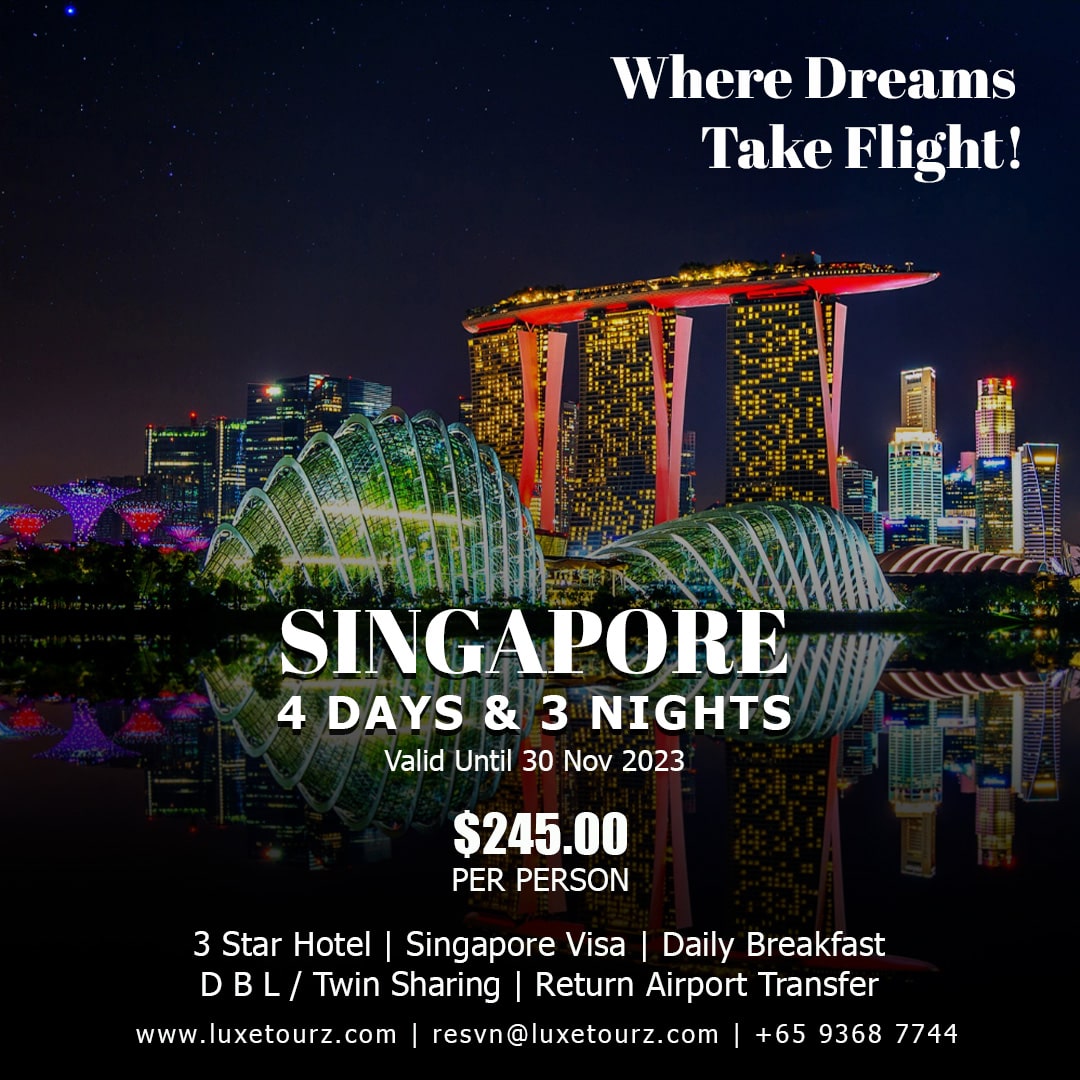 Where Dreams
Take Flight!
SINGAPORE
4 DAYS & 3 NIGHTS
Valid Until 30 Nov 2023
$245.00
PER PERSON
3 Star Hotel | Singapore Visa | Daily Breakfast
D B L / Twin Sharing | Return Airport Transfer
www.luxetourz.com | resvn@luxetourz.com | +65 9368 7744